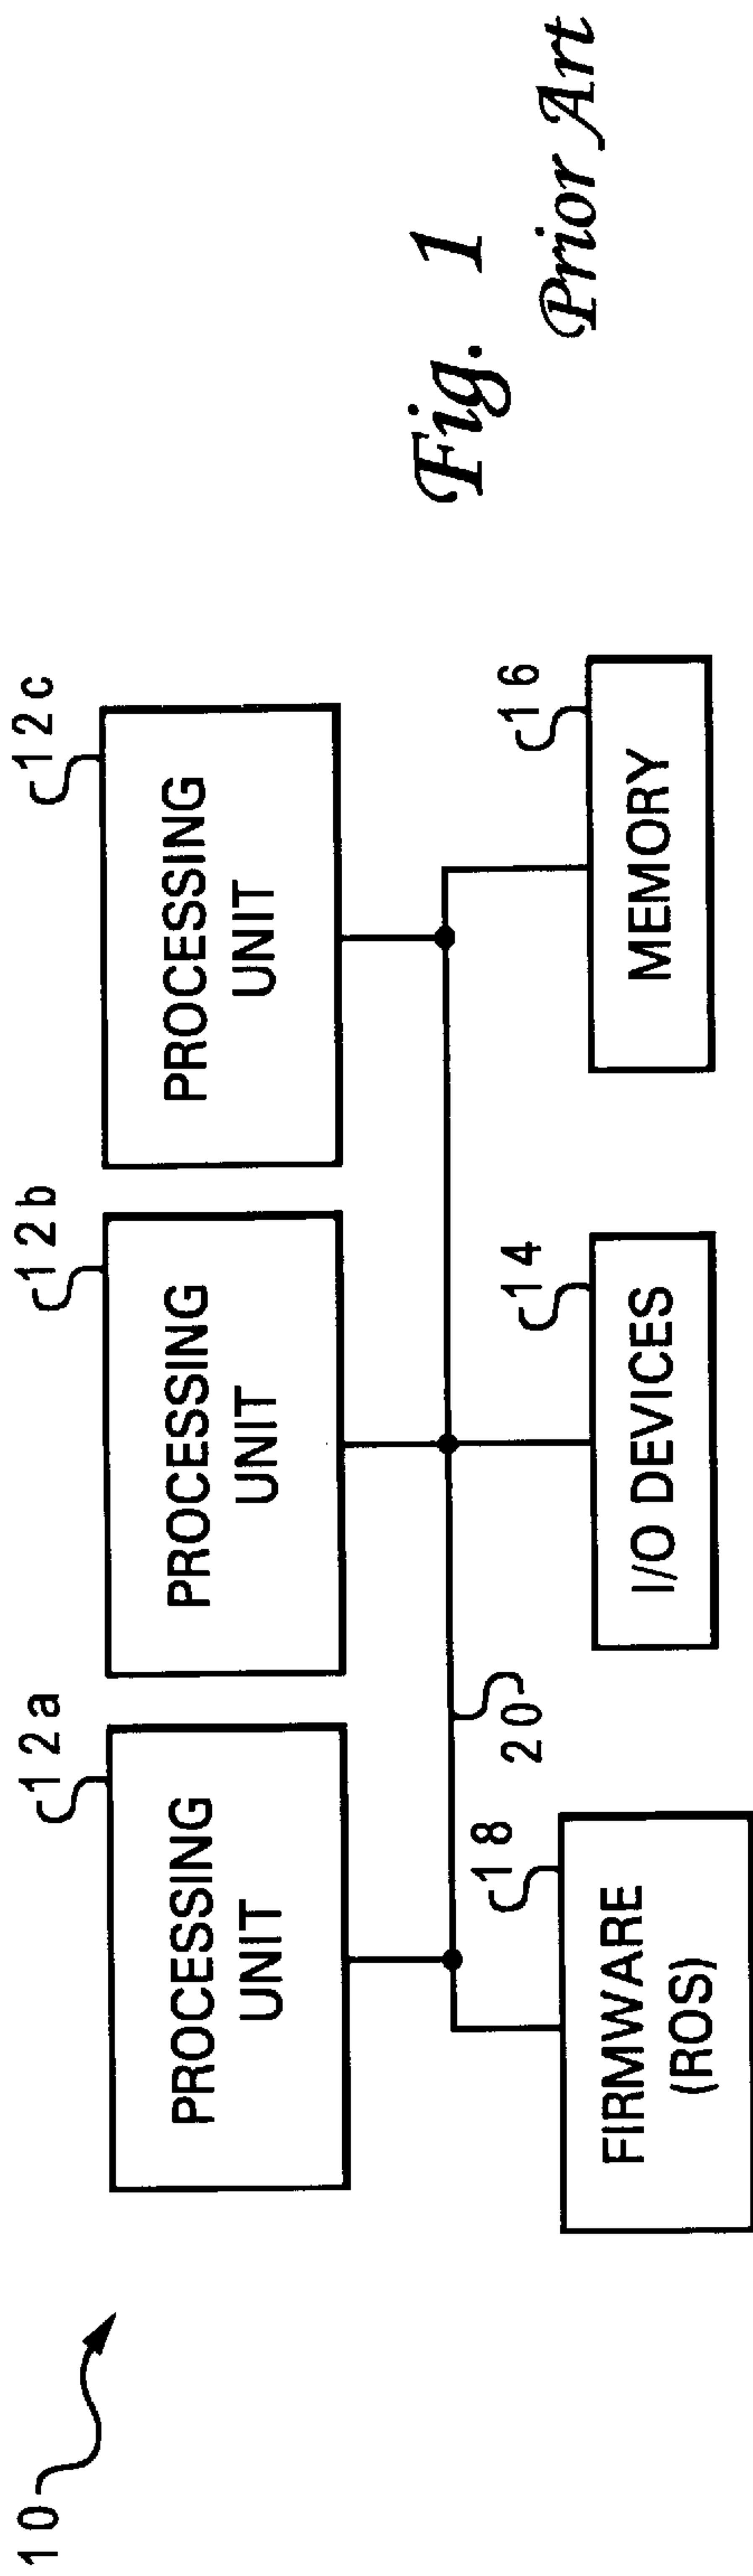 10
12a
PROCESSING
UNIT
12b
PROCESSING
UNIT
12c
PROCESSING
UNIT
20
18
FIRMWARE
(ROS)
14
I/O DEVICES
16
MEMORY
Fig. 1
Prior Art